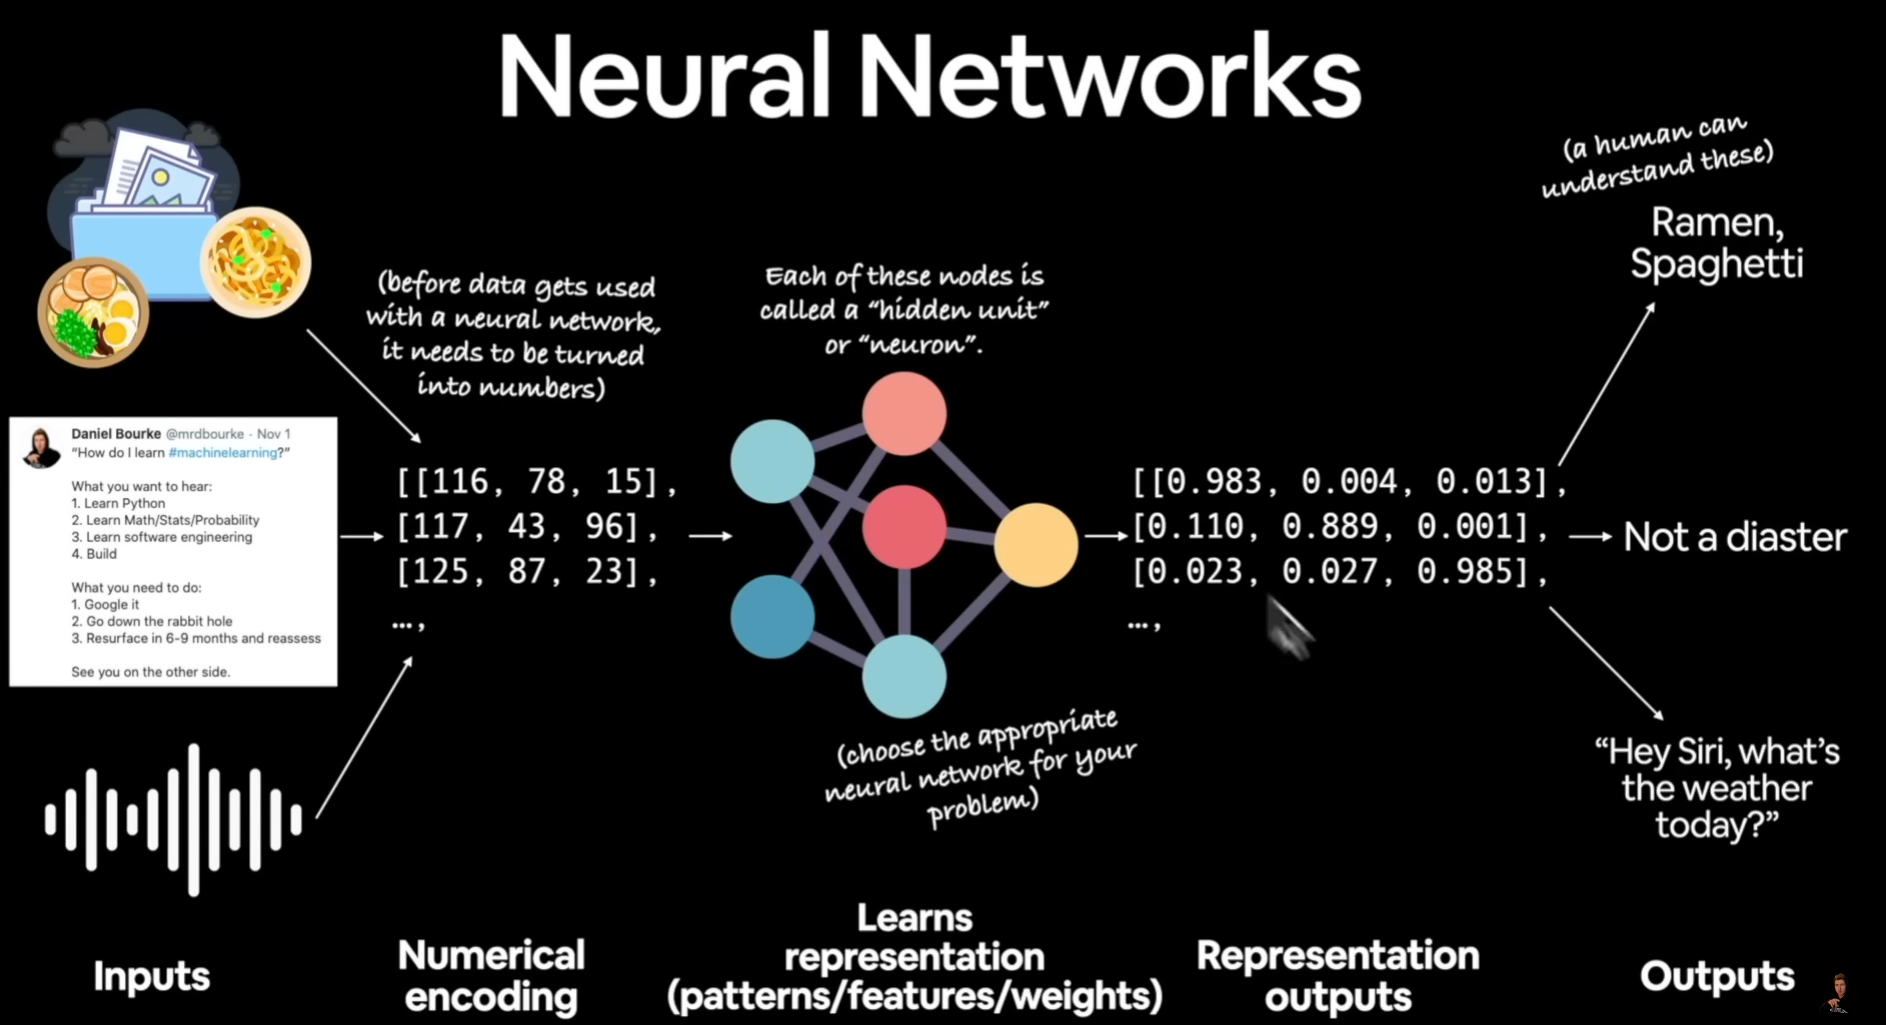 Neural Networks
(a human can
understand these)
Ramen,
Spaghetti
(before data gets used
with a neural network,
it needs to be turned
into numbers)
Each of these nodes is
called a “hidden unit”
or “neuron”.
Daniel Bourke @mrdbourke · Nov 1
“How do I learn #machinelearning?”
What you want to hear:
1. Learn Python
2. Learn Math/Stats/Probability
3. Learn software engineering
4. Build
What you need to do:
1. Google it
2. Go down the rabbit hole
3. Resurface in 6-9 months and reassess
See you on the other side.
[[116, 78, 15],
[117, 43, 96],
[125, 87, 23],
…,
[[0.983, 0.004, 0.013],
[0.110, 0.889, 0.001],
[0.023, 0.027, 0.985],
…,
Not a diaster
(choose the appropriate
neural network for your
problem)
“Hey Siri, what’s
the weather
today?”
Inputs
Numerical
encoding
Learns
representation
(patterns/features/weights)
Representation
outputs
Outputs